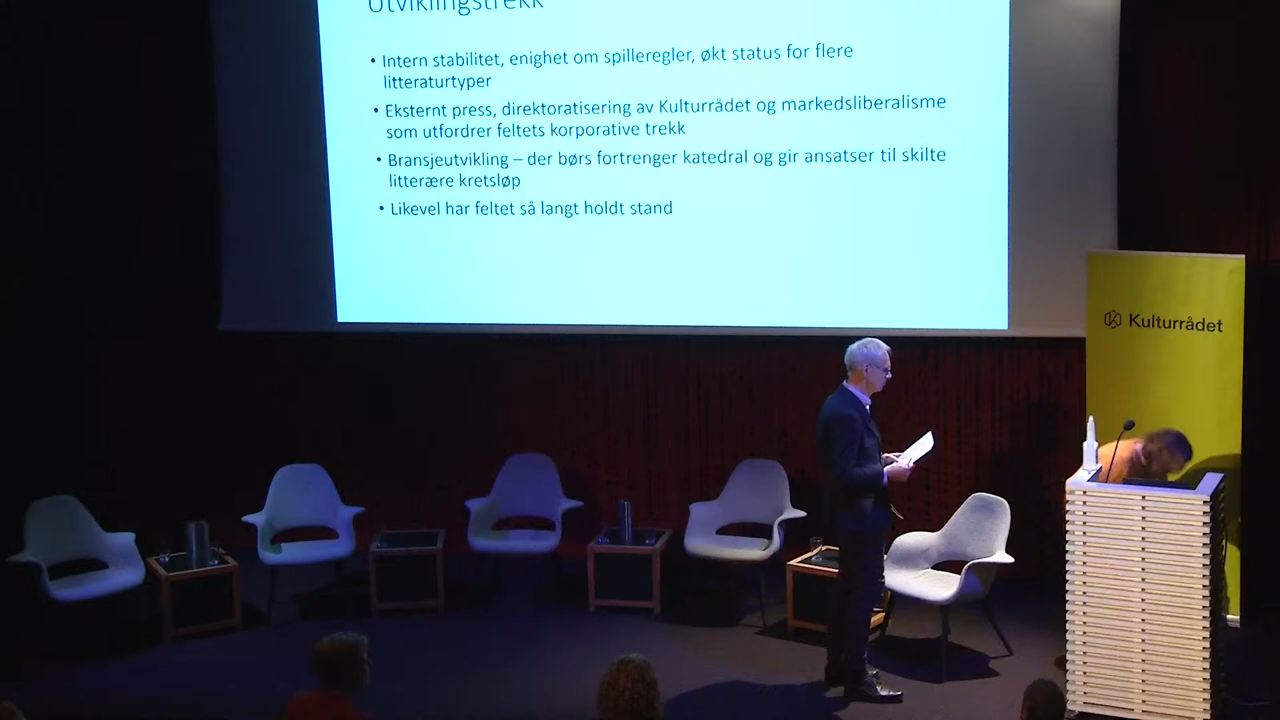 Utviklingstrekk
• Intern stabilitet, enighet om spilleregler, økt status for flere
litteraturtyper
• Eksternt press, direktoratisering av Kulturrådet og markedsliberalisme
som utfordrer feltets korporative trekk
• Bransjeutvikling – der børs fortrenger katedral og gir ansatser til skilte
litterære kretsløp
• Likevel har feltet så langt holdt stand
Kulturrådet